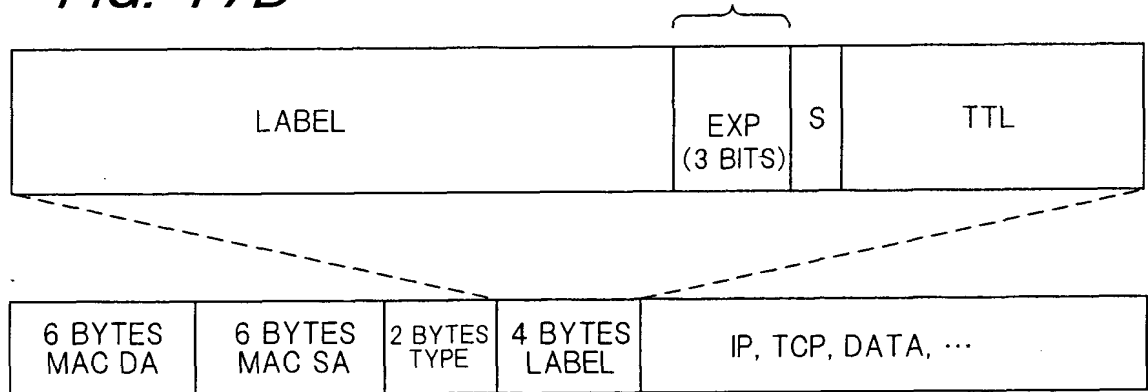 LABEL
EXP
(3 BITS)
S
TTL
6 BYTES
MAC DA
6 BYTES
MAC SA
2 BYTES
TYPE
4 BYTES
LABEL
IP, TCP, DATA, ···